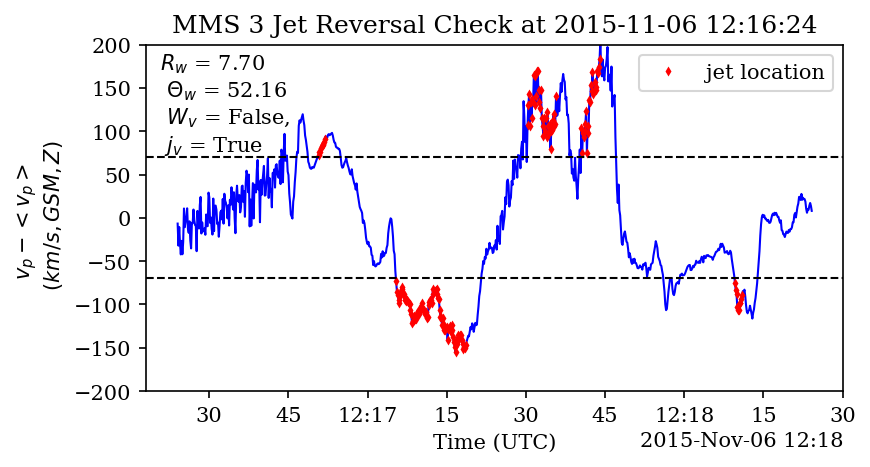 MMS 3 Jet Reversal Check at 2015-11-06 12:16:24
R_w = 7.70
Θ_w = 52.16
W_v = False,
j_v = True
jet location
v_p − < v_p >
(km/s, GSM, Z)
200
150
100
50
0
−50
−100
−150
−200
30 45 12:17 15 30 45 12:18 15 30
Time (UTC)
2015-Nov-06 12:18